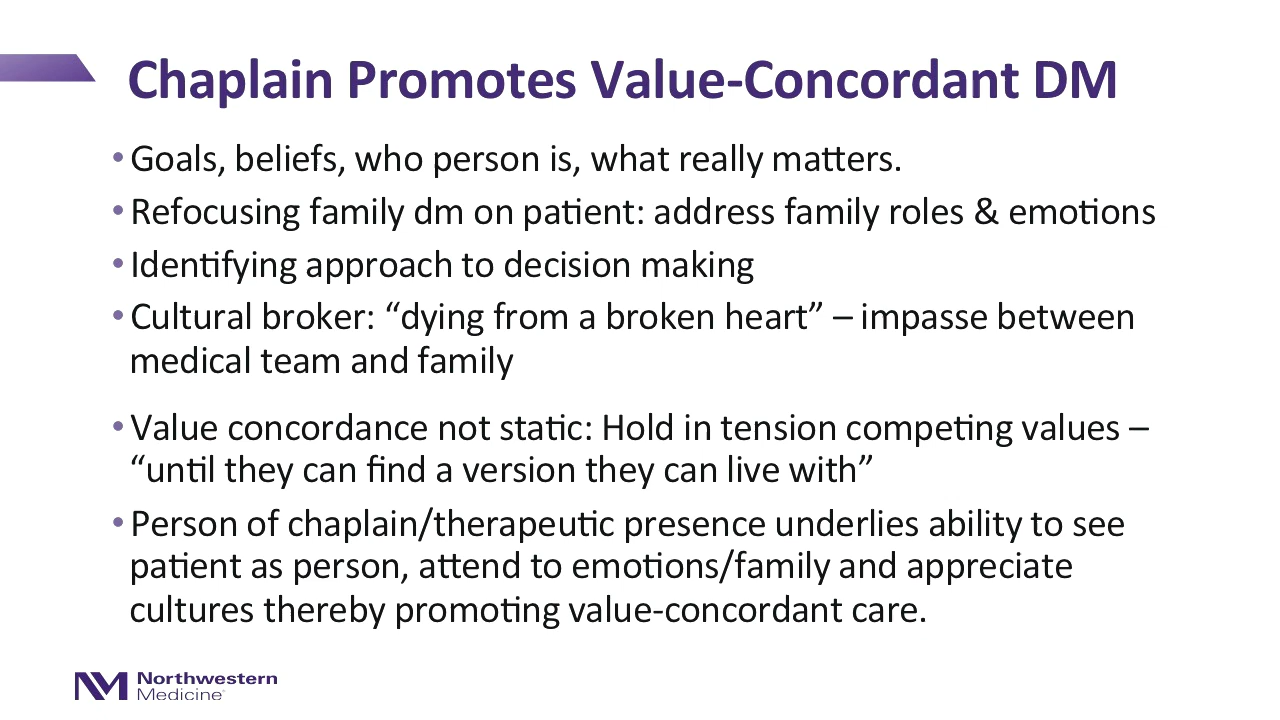 Chaplain Promotes Value-Concordant DM
• Goals, beliefs, who person is, what really matters.
• Refocusing family dm on patient: address family roles & emotions
• Identifying approach to decision making
• Cultural broker: “dying from a broken heart” – impasse between
medical team and family
• Value concordance not static: Hold in tension competing values –
“until they can find a version they can live with”
• Person of chaplain/therapeutic presence underlies ability to see
patient as person, attend to emotions/family and appreciate
cultures thereby promoting value-concordant care.
NM Northwestern
Medicine